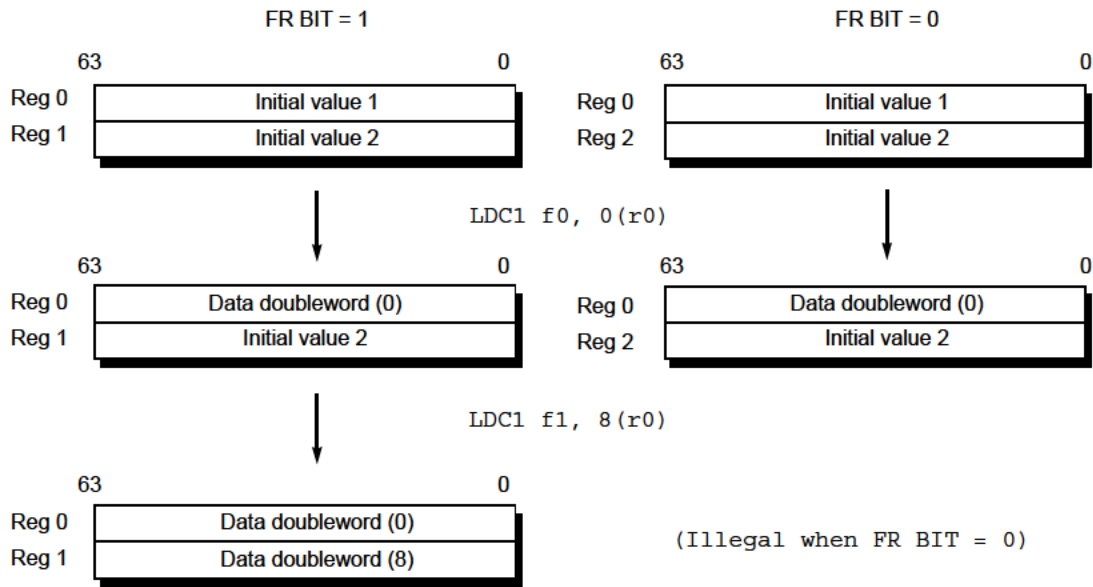 FR BIT = 1 FR BIT = 0
63 0 63 0
Reg 0 Initial value 1 Reg 0 Initial value 1
Reg 1 Initial value 2 Reg 2 Initial value 2
LDC1 f0, 0(r0)
63 0 63 0
Reg 0 Data doubleword (0) Reg 0 Data doubleword (0)
Reg 1 Initial value 2 Reg 2 Initial value 2
LDC1 f1, 8(r0)
63 0
Reg 0 Data doubleword (0)
Reg 1 Data doubleword (8)
(Illegal when FR BIT = 0)